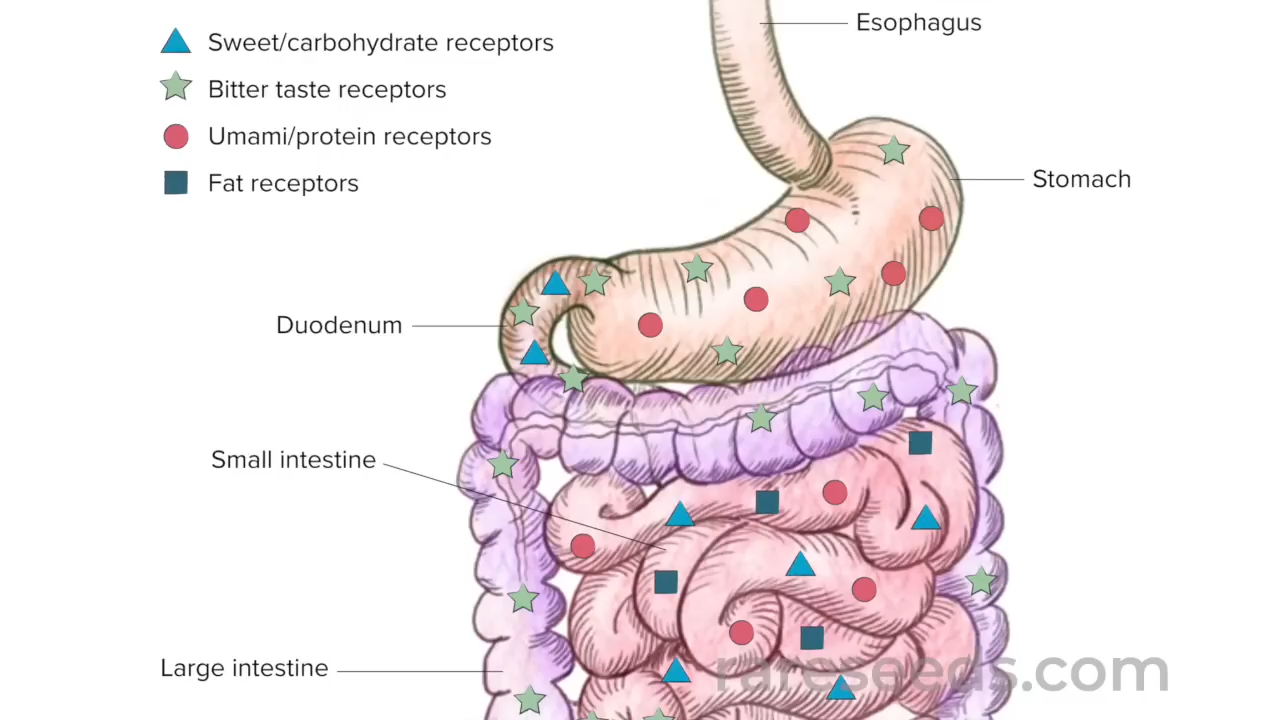 Esophagus
Sweet/carbohydrate receptors
Bitter taste receptors
Umami/protein receptors
Fat receptors
Stomach
Duodenum
Small intestine
Large intestine
rareseeds.com